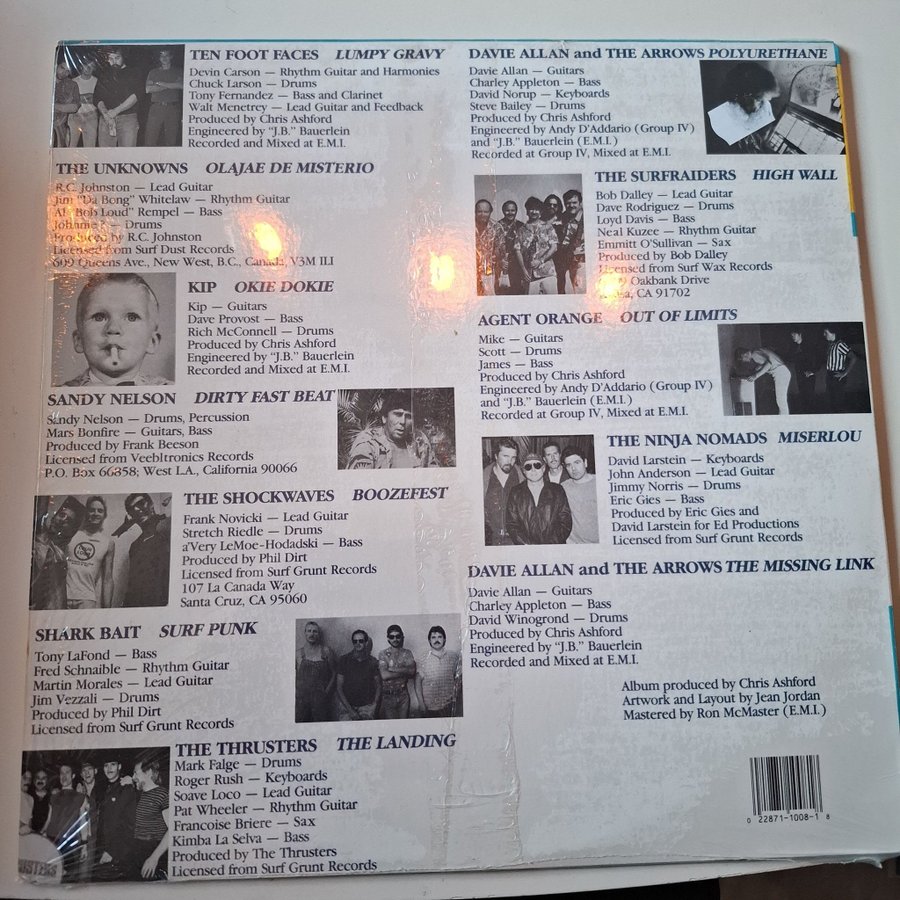 TEN FOOT FACES LUMPY GRAVY
Devin Carson — Rhythm Guitar and Harmonies
Chuck Larson — Drums
Tony Fernandez — Bass and Clarinet
Walt Menetrey — Lead Guitar and Feedback
Produced by Chris Ashford
Engineered by "J.B." Bauerlein
Recorded and Mixed at E.M.I.
THE UNKNOWNS OLAJAE DE MISTERIO
R.C. Johnston — Lead Guitar
Jim "Da Bong" Whitelaw — Rhythm Guitar
Al "Bob Loud" Rempel — Bass
Johnnie ? — Drums
Produced by R.C. Johnston
Licensed from Surf Dust Records
609 Queens Ave., New West, B.C., Canada, V3M 1L1
KIP OKIE DOKIE
Kip — Guitars
Dave Provost — Bass
Rich McConnell — Drums
Produced by Chris Ashford
Engineered by "J.B." Bauerlein
Recorded and Mixed at E.M.I.
SANDY NELSON DIRTY FAST BEAT
Sandy Nelson — Drums, Percussion
Mars Bonfire — Guitars, Bass
Produced by Frank Beeson
Licensed from Veebltronics Records
P.O. Box 66858; West L.A., California 90066
THE SHOCKWAVES BOOZEFEST
Frank Novicki — Lead Guitar
Stretch Riedle — Drums
a'Very LeMoe-Hodadski — Bass
Produced by Phil Dirt
Licensed from Surf Grunt Records
107 La Canada Way
Santa Cruz, CA 95060
SHARK BAIT SURF PUNK
Tony LaFond — Bass
Fred Schnaible — Rhythm Guitar
Martin Morales — Lead Guitar
Jim Vezzali — Drums
Produced by Phil Dirt
Licensed from Surf Grunt Records
THE THRUSTERS THE LANDING
Mark Falge — Drums
Roger Rush — Keyboards
Soave Loco — Lead Guitar
Pat Wheeler — Rhythm Guitar
Francoise Briere — Sax
Kimba La Selva — Bass
Produced by The Thrusters
Licensed from Surf Grunt Records
DAVIE ALLAN and THE ARROWS POLYURETHANE
Davie Allan — Guitars
Charley Appleton — Bass
David Norup — Keyboards
Steve Bailey — Drums
Produced by Chris Ashford
Engineered by Andy D'Addario (Group IV)
and "J.B." Bauerlein (E.M.I.)
Recorded at Group IV, Mixed at E.M.I.
THE SURFRAIDERS HIGH WALL
Bob Dalley — Lead Guitar
Dave Rodriguez — Drums
Loyd Davis — Bass
Neal Kuzee — Rhythm Guitar
Emmitt O'Sullivan — Sax
Produced by Bob Dalley
Licensed from Surf Wax Records
Oakbank Drive
CA 91702
AGENT ORANGE OUT OF LIMITS
Mike — Guitars
Scott — Drums
James — Bass
Produced by Chris Ashford
Engineered by Andy D'Addario (Group IV)
and "J.B." Bauerlein (E.M.I.)
Recorded at Group IV, Mixed at E.M.I.
THE NINJA NOMADS MISERLOU
David Larstein — Keyboards
John Anderson — Lead Guitar
Jimmy Norris — Drums
Eric Gies — Bass
Produced by Eric Gies and
David Larstein for Ed Productions
Licensed from Surf Grunt Records
DAVIE ALLAN and THE ARROWS THE MISSING LINK
Davie Allan — Guitars
Charley Appleton — Bass
David Winogrond — Drums
Produced by Chris Ashford
Engineered by "J.B." Bauerlein
Recorded and Mixed at E.M.I.
Album produced by Chris Ashford
Artwork and Layout by Jean Jordan
Mastered by Ron McMaster (E.M.I.)
0 22871-1008-1 8